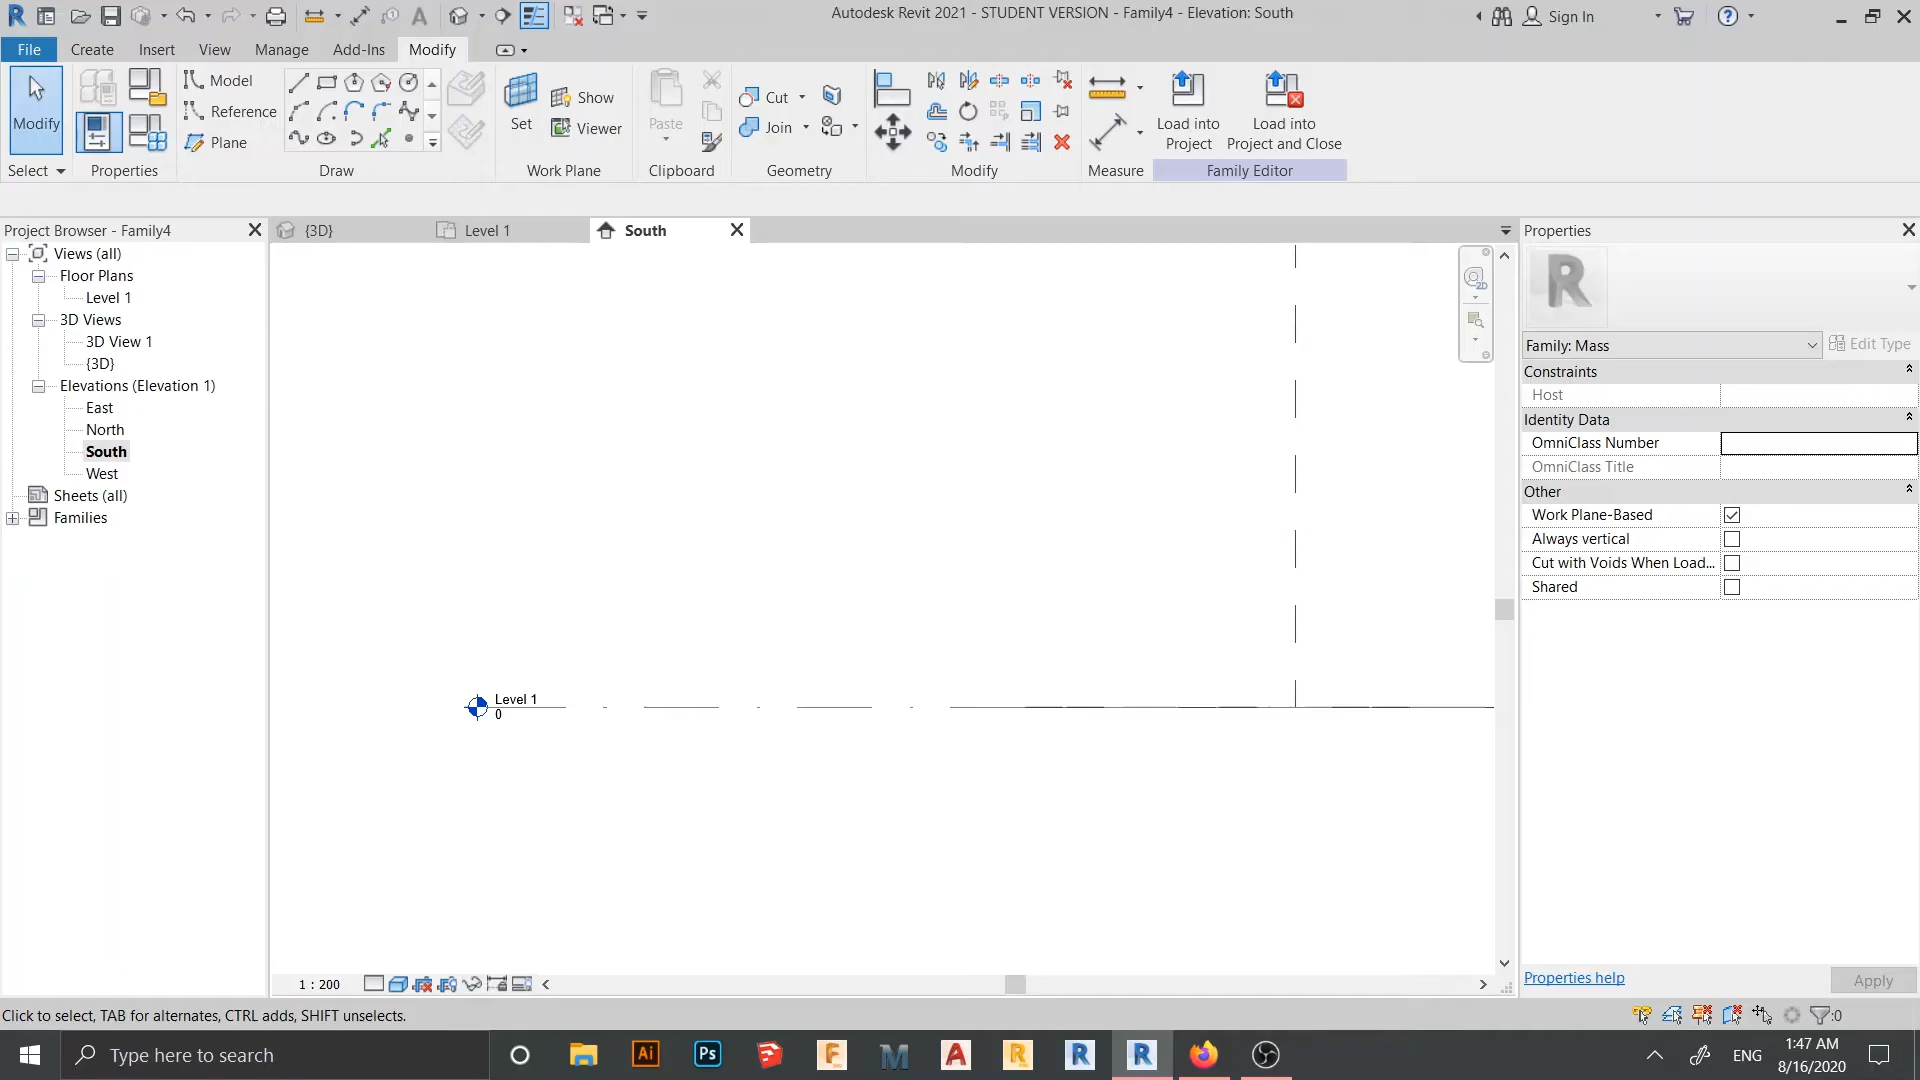 Autodesk Revit 2021 - STUDENT VERSION - Family4 - Elevation: South
Sign In
File Create Insert View Manage Add-Ins Modify
Modify
Select
Properties
Model
Reference
Plane
Draw
Set
Show
Viewer
Work Plane
Paste
Clipboard
Cut
Join
Geometry
Modify
Measure
Load into
Project
Load into
Project and Close
Family Editor
Project Browser - Family4
{3D}
Level 1
South
Properties
Views (all)
Floor Plans
Level 1
3D Views
3D View 1
{3D}
Elevations (Elevation 1)
East
North
South
West
Sheets (all)
Families
2D
Level 1
0
Family: Mass
Edit Type
Constraints
Host
Identity Data
OmniClass Number
OmniClass Title
Other
Work Plane-Based
Always vertical
Cut with Voids When Load...
Shared
Properties help
Apply
1 : 200
Click to select, TAB for alternates, CTRL adds, SHIFT unselects.
:0
Type here to search
Ai
Ps
ENG
1:47 AM
8/16/2020